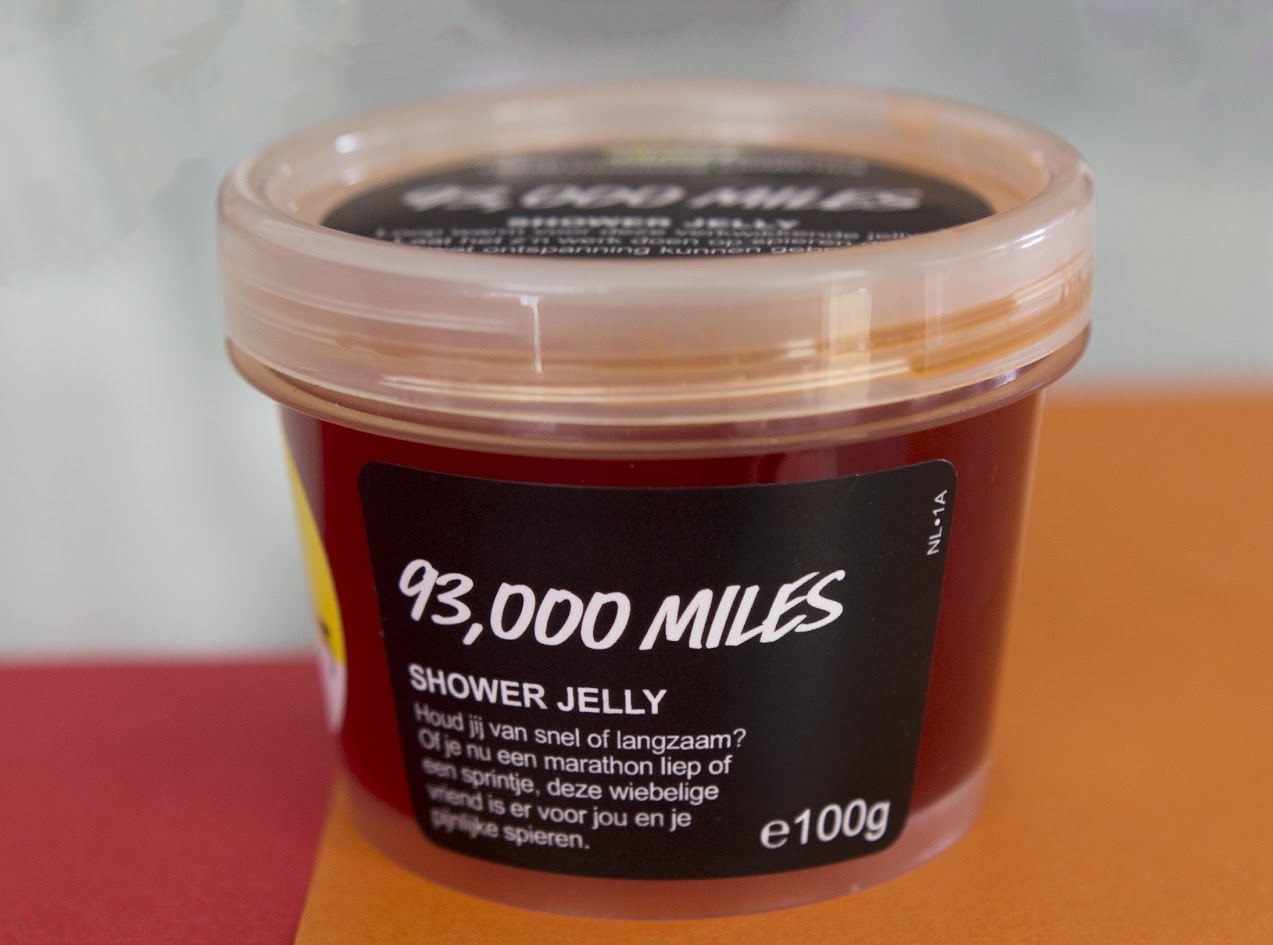 93,000 MILES
SHOWER JELLY
ontspanning kunnen
NL•1A
93,000 MILES
SHOWER JELLY
Houd jij van snel of langzaam?
Of je nu een marathon liep of
een sprintje, deze wiebelige
vriend is er voor jou en je
pijnlijke spieren.
e100g